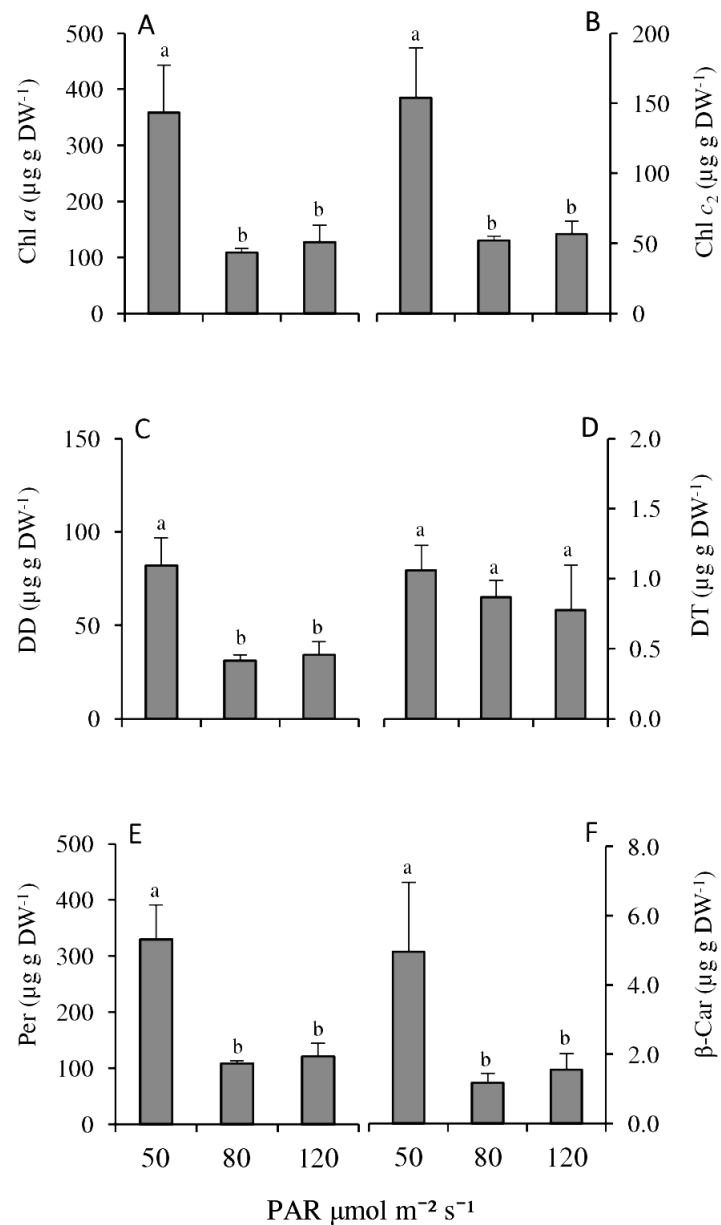 A
B
500
400
300
200
100
0
Chl a (µg g DW⁻¹)
a
b
b
a
b
b
200
150
100
50
0
Chl c₂ (µg g DW⁻¹)
C
D
150
100
50
0
DD (µg g DW⁻¹)
a
b
b
a
a
a
2.0
1.5
1.0
0.5
0.0
DT (µg g DW⁻¹)
E
F
500
400
300
200
100
0
Per (µg g DW⁻¹)
a
b
b
a
b
b
8.0
6.0
4.0
2.0
0.0
β-Car (µg g DW⁻¹)
50 80 120 50 80 120
PAR µmol m⁻² s⁻¹